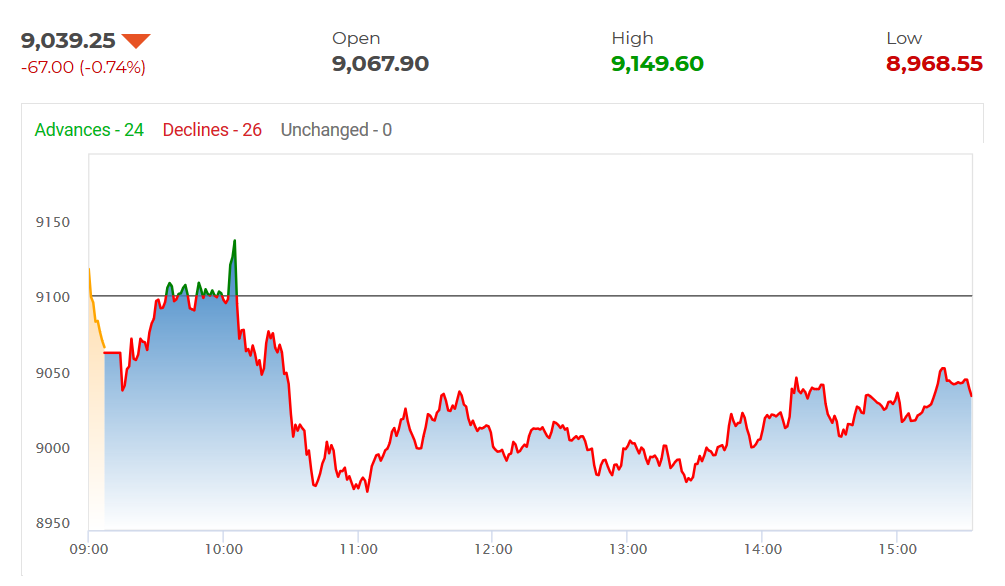 9,039.25
-67.00 (-0.74%)
Open
9,067.90
High
9,149.60
Low
8,968.55
Advances - 24 Declines - 26 Unchanged - 0
9150
9100
9050
9000
8950
09:00 10:00 11:00 12:00 13:00 14:00 15:00